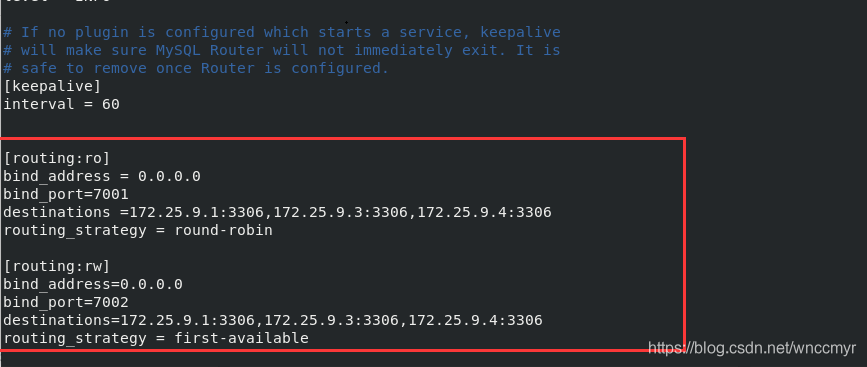 # If no plugin is configured which starts a service, keepalive
# will make sure MySQL Router will not immediately exit. It is
# safe to remove once Router is configured.
[keepalive]
interval = 60
[routing:ro]
bind_address = 0.0.0.0
bind_port=7001
destinations =172.25.9.1:3306,172.25.9.3:3306,172.25.9.4:3306
routing_strategy = round-robin
[routing:rw]
bind_address=0.0.0.0
bind_port=7002
destinations=172.25.9.1:3306,172.25.9.3:3306,172.25.9.4:3306
routing_strategy = first-available
https://blog.csdn.net/wnccmyr